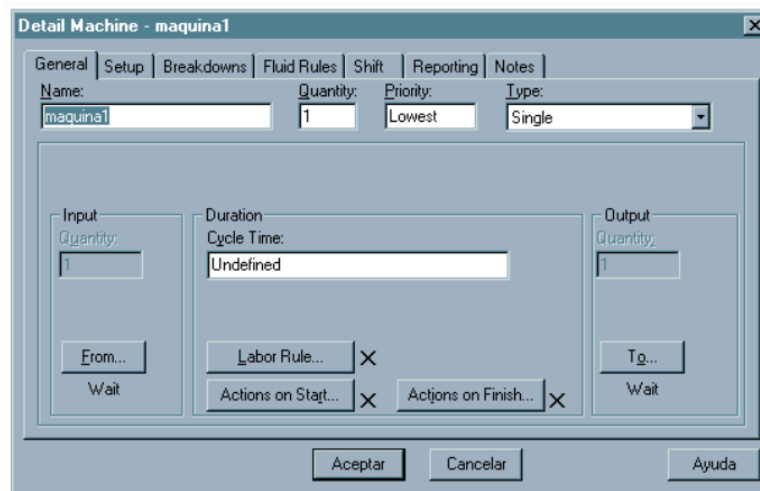 Detail Machine - maquina1
General Setup Breakdowns Fluid Rules Shift Reporting Notes
Name: Quantity: Priority: Type:
maquina1 1 Lowest Single
Input Duration Output
Quantity: Cycle Time: Quantity:
1 Undefined 1
From... Labor Rule... To...
Wait Actions on Start... Actions on Finish... Wait
Aceptar Cancelar Ayuda